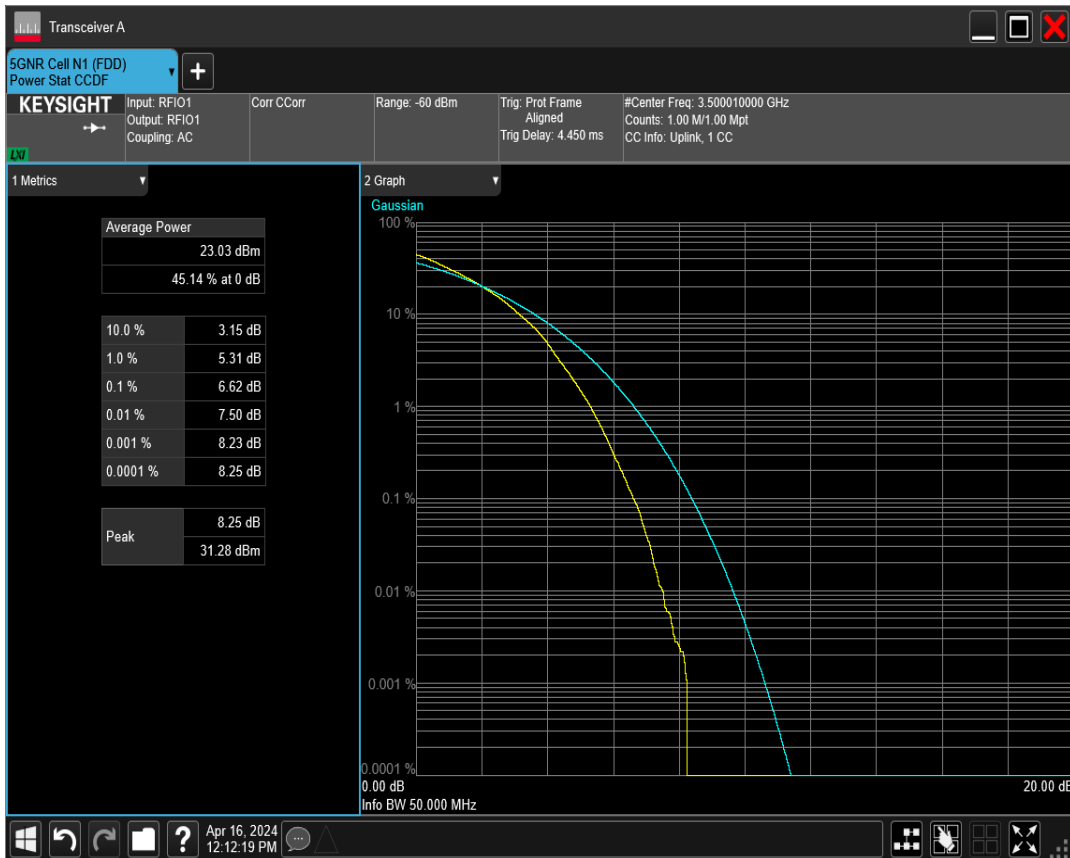 Transceiver A
5GNR Cell N1 (FDD)
Power Stat CCDF
KEYSIGHT
LXI
Input: RFIO1
Output: RFIO1
Coupling: AC
Corr CCorr
Range: -60 dBm
Trig: Prot Frame
Aligned
Trig Delay: 4.450 ms
#Center Freq: 3.500010000 GHz
Counts: 1.00 M/1.00 Mpt
CC Info: Uplink, 1 CC
1 Metrics
Average Power
23.03 dBm
45.14 % at 0 dB
10.0 % 3.15 dB
1.0 % 5.31 dB
0.1 % 6.62 dB
0.01 % 7.50 dB
0.001 % 8.23 dB
0.0001 % 8.25 dB
Peak
8.25 dB
31.28 dBm
2 Graph
Gaussian
100 %
10 %
1 %
0.1 %
0.01 %
0.001 %
0.0001 %
0.00 dB
20.00 dB
Info BW 50.000 MHz
Apr 16, 2024
12:12:19 PM